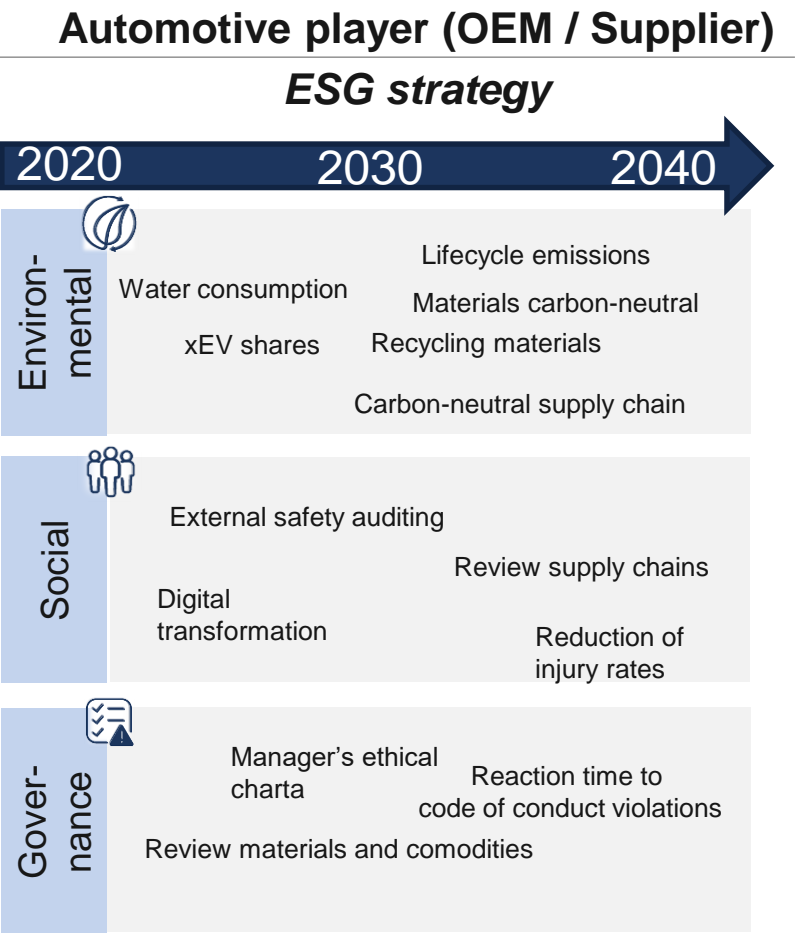 Automotive player (OEM / Supplier)
ESG strategy
2020 2030 2040
Environ-
mental
Lifecycle emissions
Water consumption
Materials carbon-neutral
xEV shares
Recycling materials
Carbon-neutral supply chain
Social
External safety auditing
Review supply chains
Digital
transformation
Reduction of
injury rates
Gover-
nance
Manager’s ethical
charta
Reaction time to
code of conduct violations
Review materials and comodities